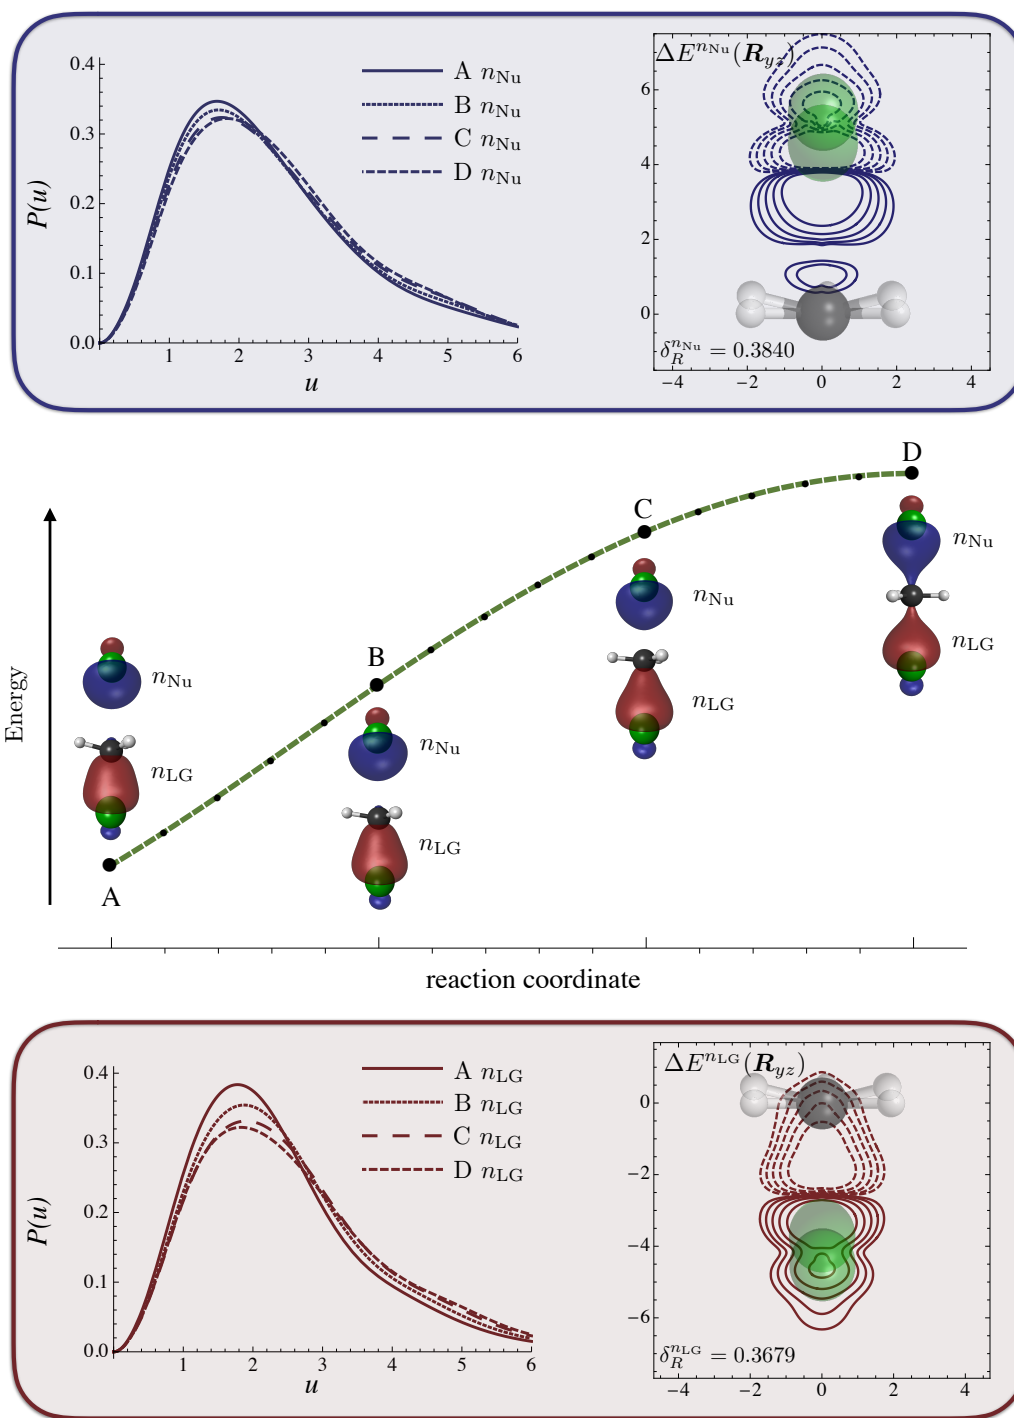 0.4
0.3
0.2
0.1
0.0
P(u)
1 2 3 4 5 6
u
A n_Nu
B n_Nu
C n_Nu
D n_Nu
ΔE^{n_Nu}(R_yz)
6
4
2
0
δ_R^{n_Nu} = 0.3840
−4 −2 0 2 4
D
C
n_Nu
n_Nu
n_LG
B
n_Nu
n_LG
n_Nu
n_LG
n_LG
A
Energy
reaction coordinate
0.4
0.3
0.2
0.1
0.0
P(u)
1 2 3 4 5 6
u
A n_LG
B n_LG
C n_LG
D n_LG
ΔE^{n_LG}(R_yz)
0
−2
−4
−6
δ_R^{n_LG} = 0.3679
−4 −2 0 2 4